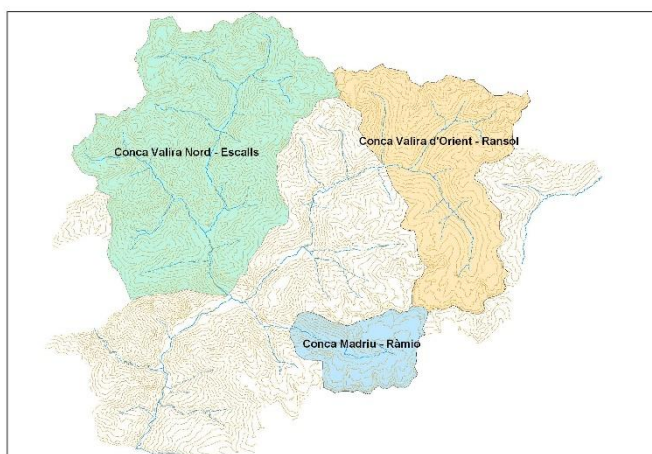 Conca Valira Nord - Escalls
Conca Valira d'Orient - Ransol
Conca Madriu - Ràmio